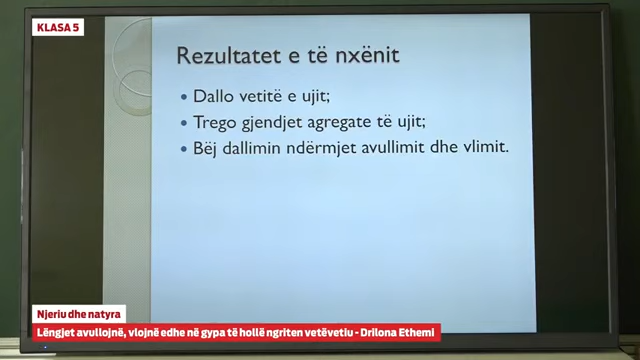 KLASA 5
Rezultatet e të nxënit
• Dallo vetitë e ujit;
• Trego gjendjet agregate të ujit;
• Bëj dallimin ndërmjet avullimit dhe vlimit.
Njeriu dhe natyra
Lëngjet avullojnë, vlojnë edhe në gypa të hollë ngriten vetëvetiu - Drilona Ethemi